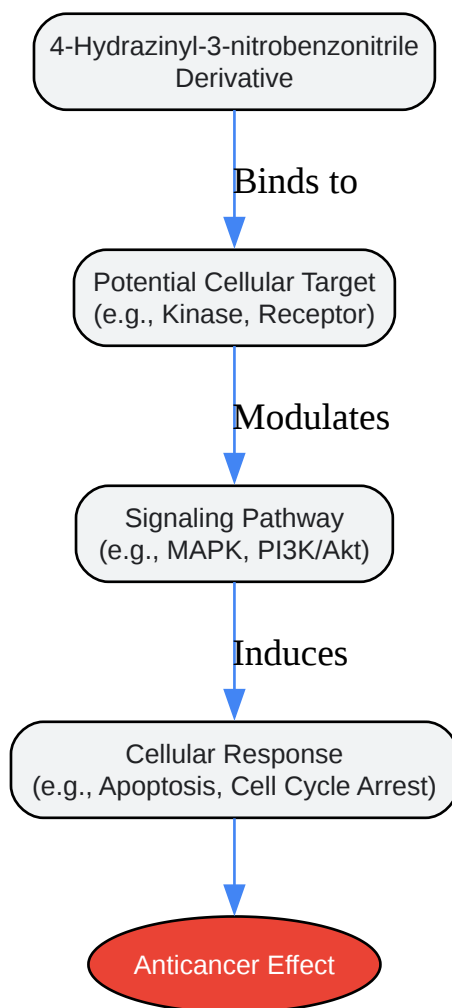 4-Hydrazinyl-3-nitrobenzonitrile
Derivative
Binds to
Potential Cellular Target
(e.g., Kinase, Receptor)
Modulates
Signaling Pathway
(e.g., MAPK, PI3K/Akt)
Induces
Cellular Response
(e.g., Apoptosis, Cell Cycle Arrest)
Anticancer Effect